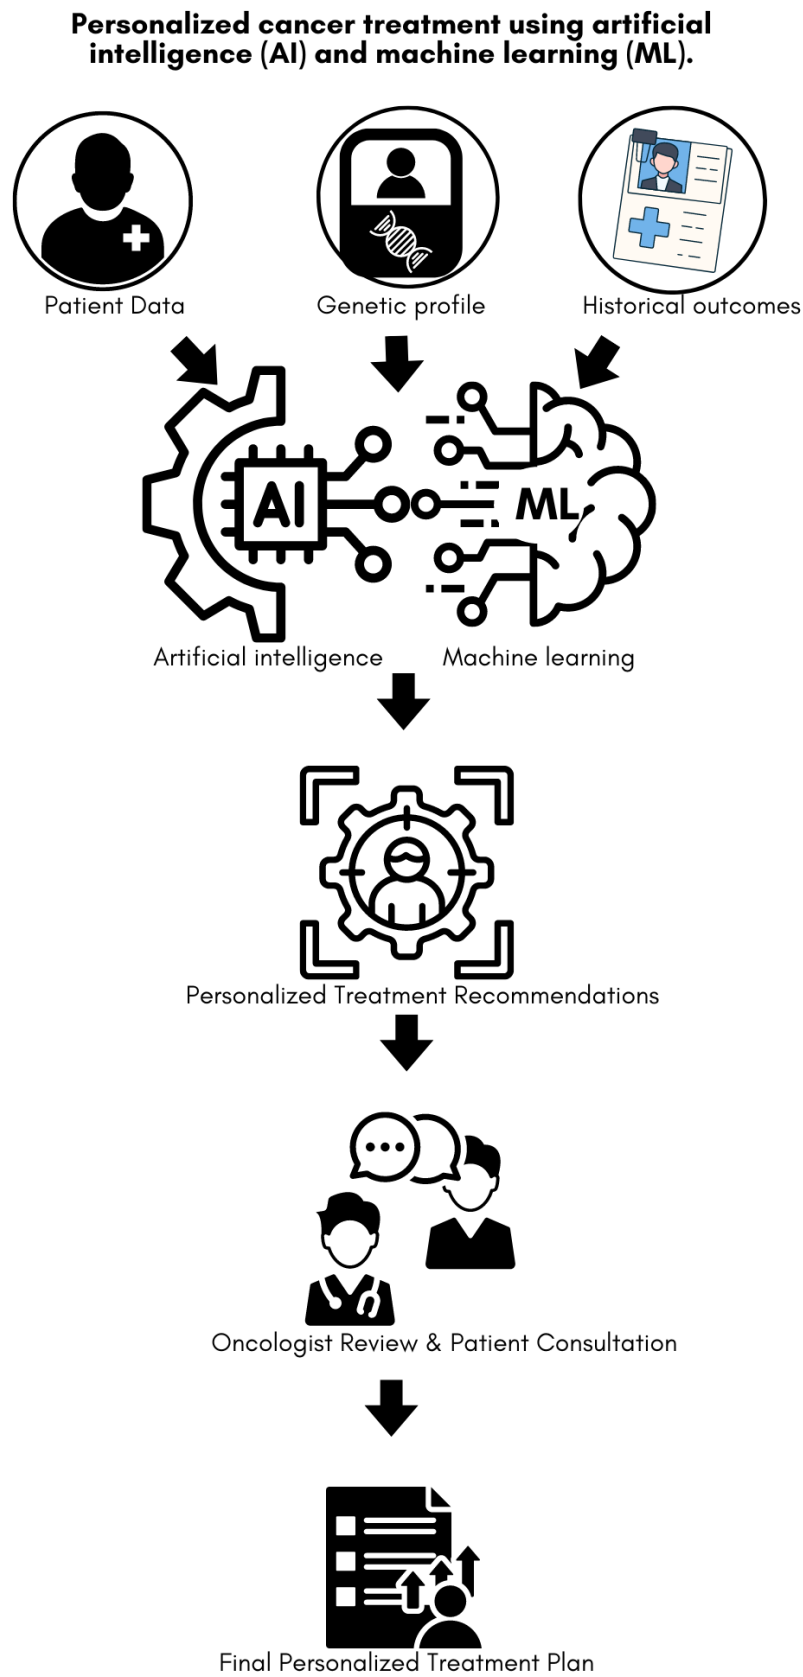 Personalized cancer treatment using artificial
intelligence (AI) and machine learning (ML).
Patient Data
Genetic profile
Historical outcomes
AI
ML
Artificial intelligence
Machine learning
Personalized Treatment Recommendations
Oncologist Review & Patient Consultation
Final Personalized Treatment Plan